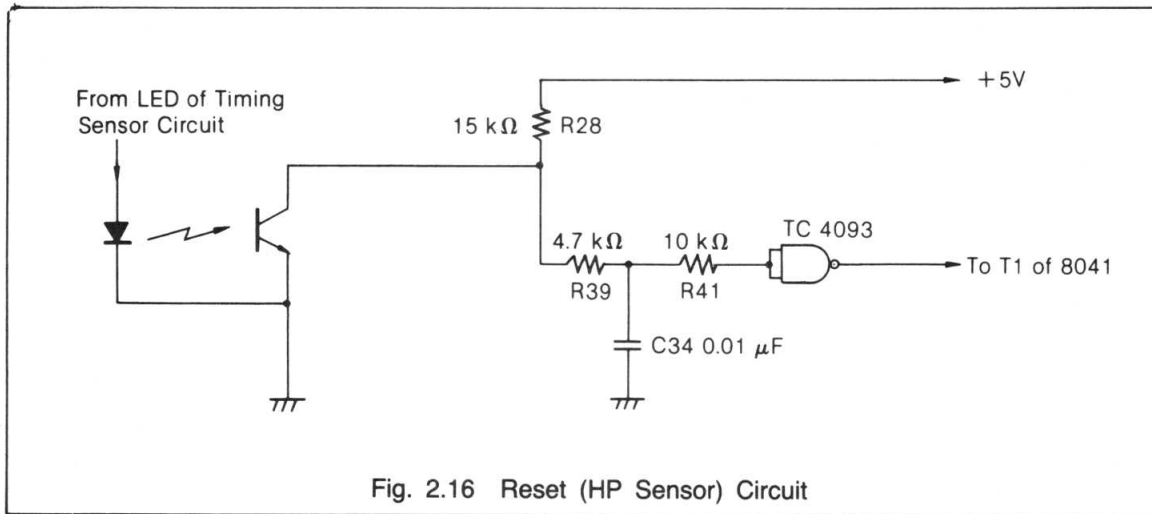 +5V
From LED of Timing
Sensor Circuit
15 kΩ R28
TC 4093
4.7 kΩ 10 kΩ
To T1 of 8041
R39 R41
C34 0.01 μF
Fig. 2.16 Reset (HP Sensor) Circuit